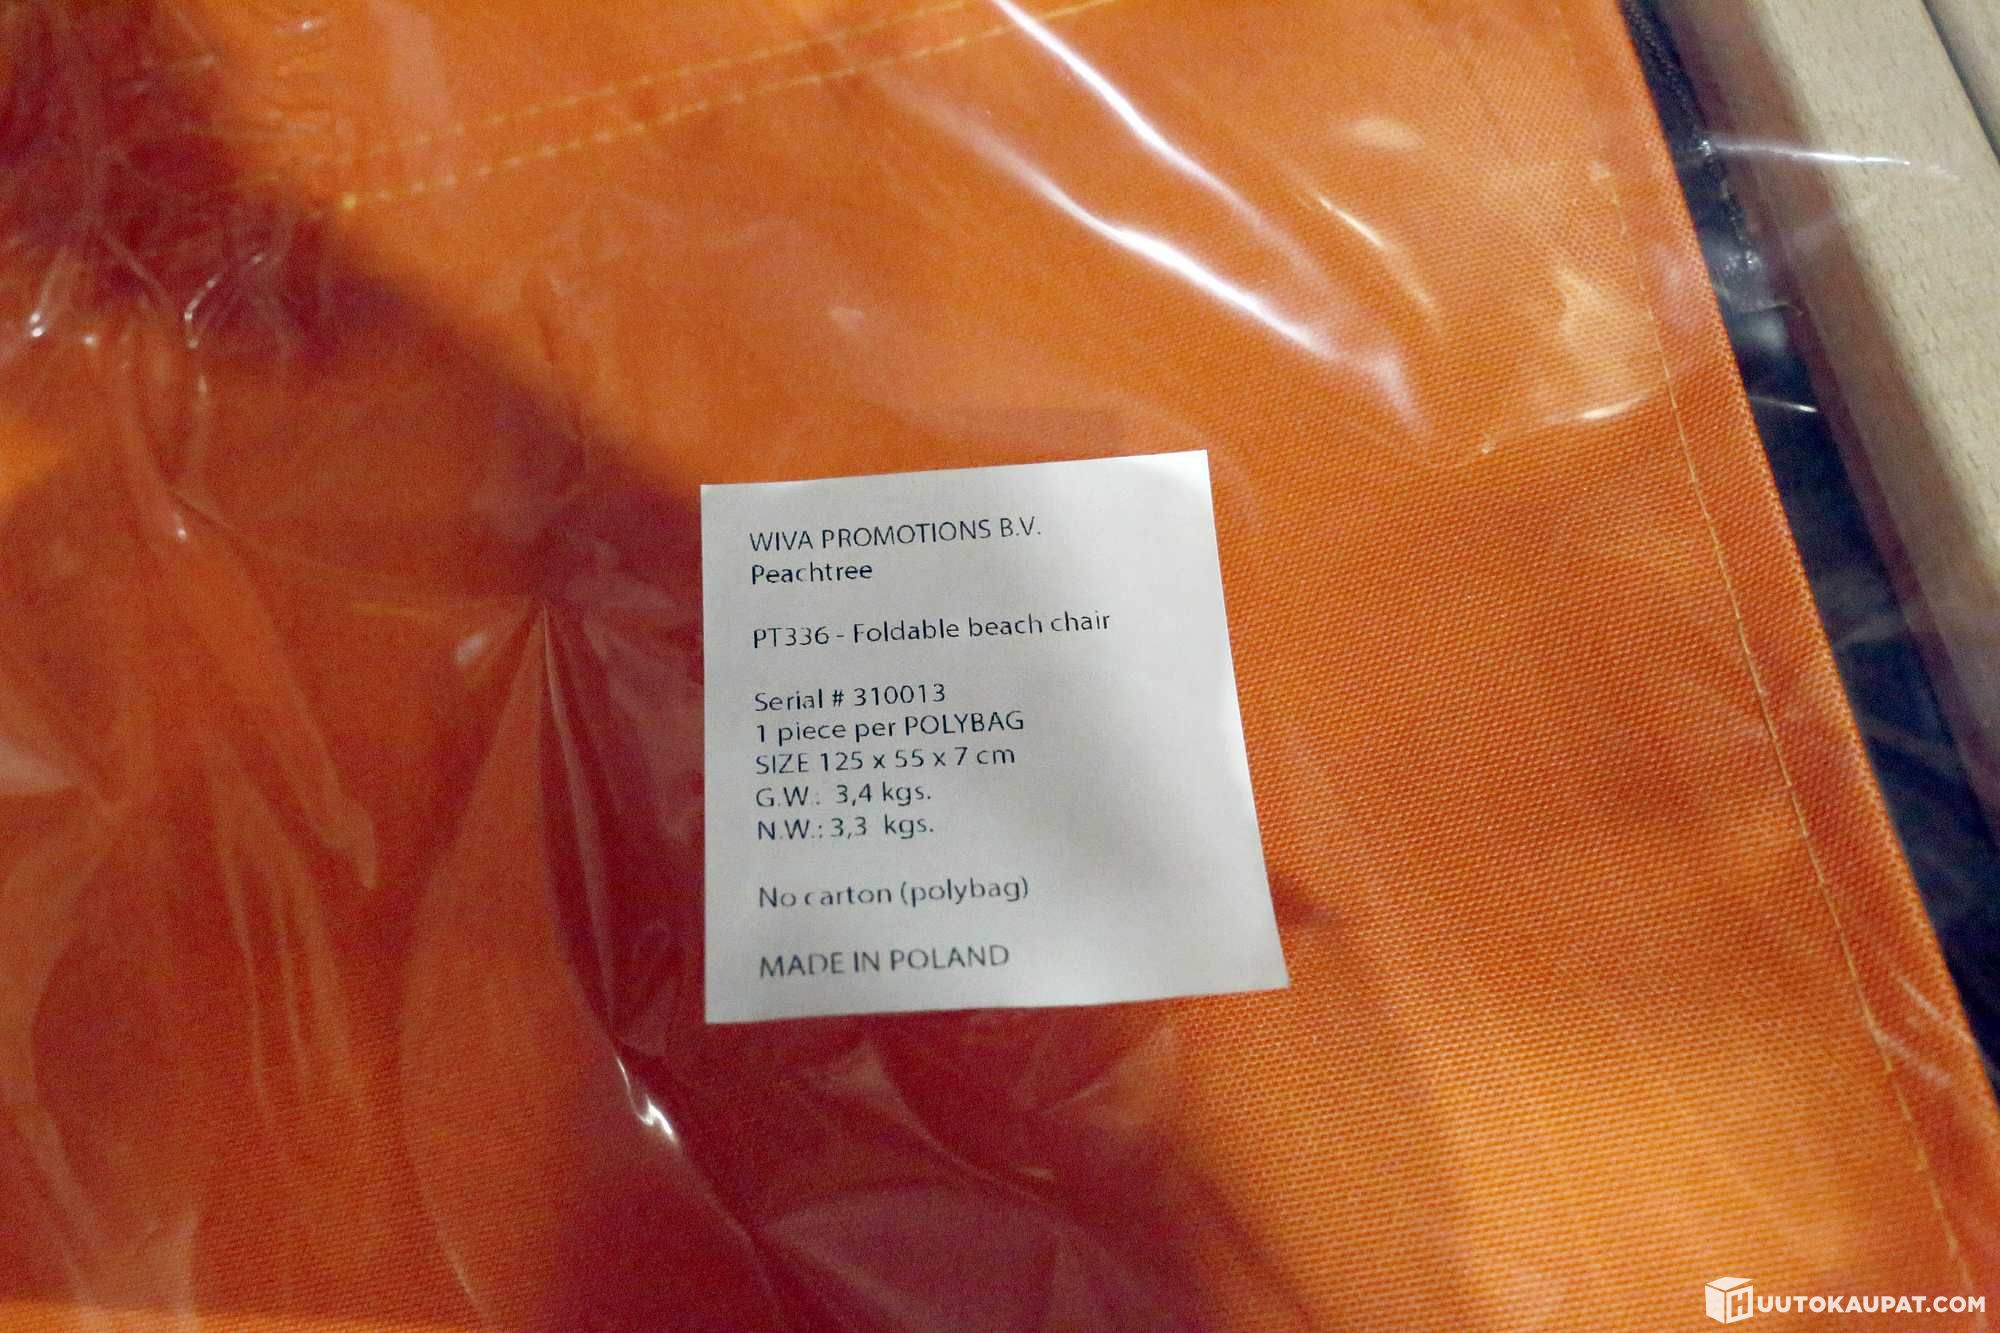 WIVA PROMOTIONS B.V.
Peachtree
PT336 - Foldable beach chair
Serial # 310013
1 piece per POLYBAG
SIZE 125 x 55 x 7 cm
G.W.: 3,4 kgs.
N.W.: 3,3 kgs.
No carton (polybag)
MADE IN POLAND
HUUTOKAUPAT.COM